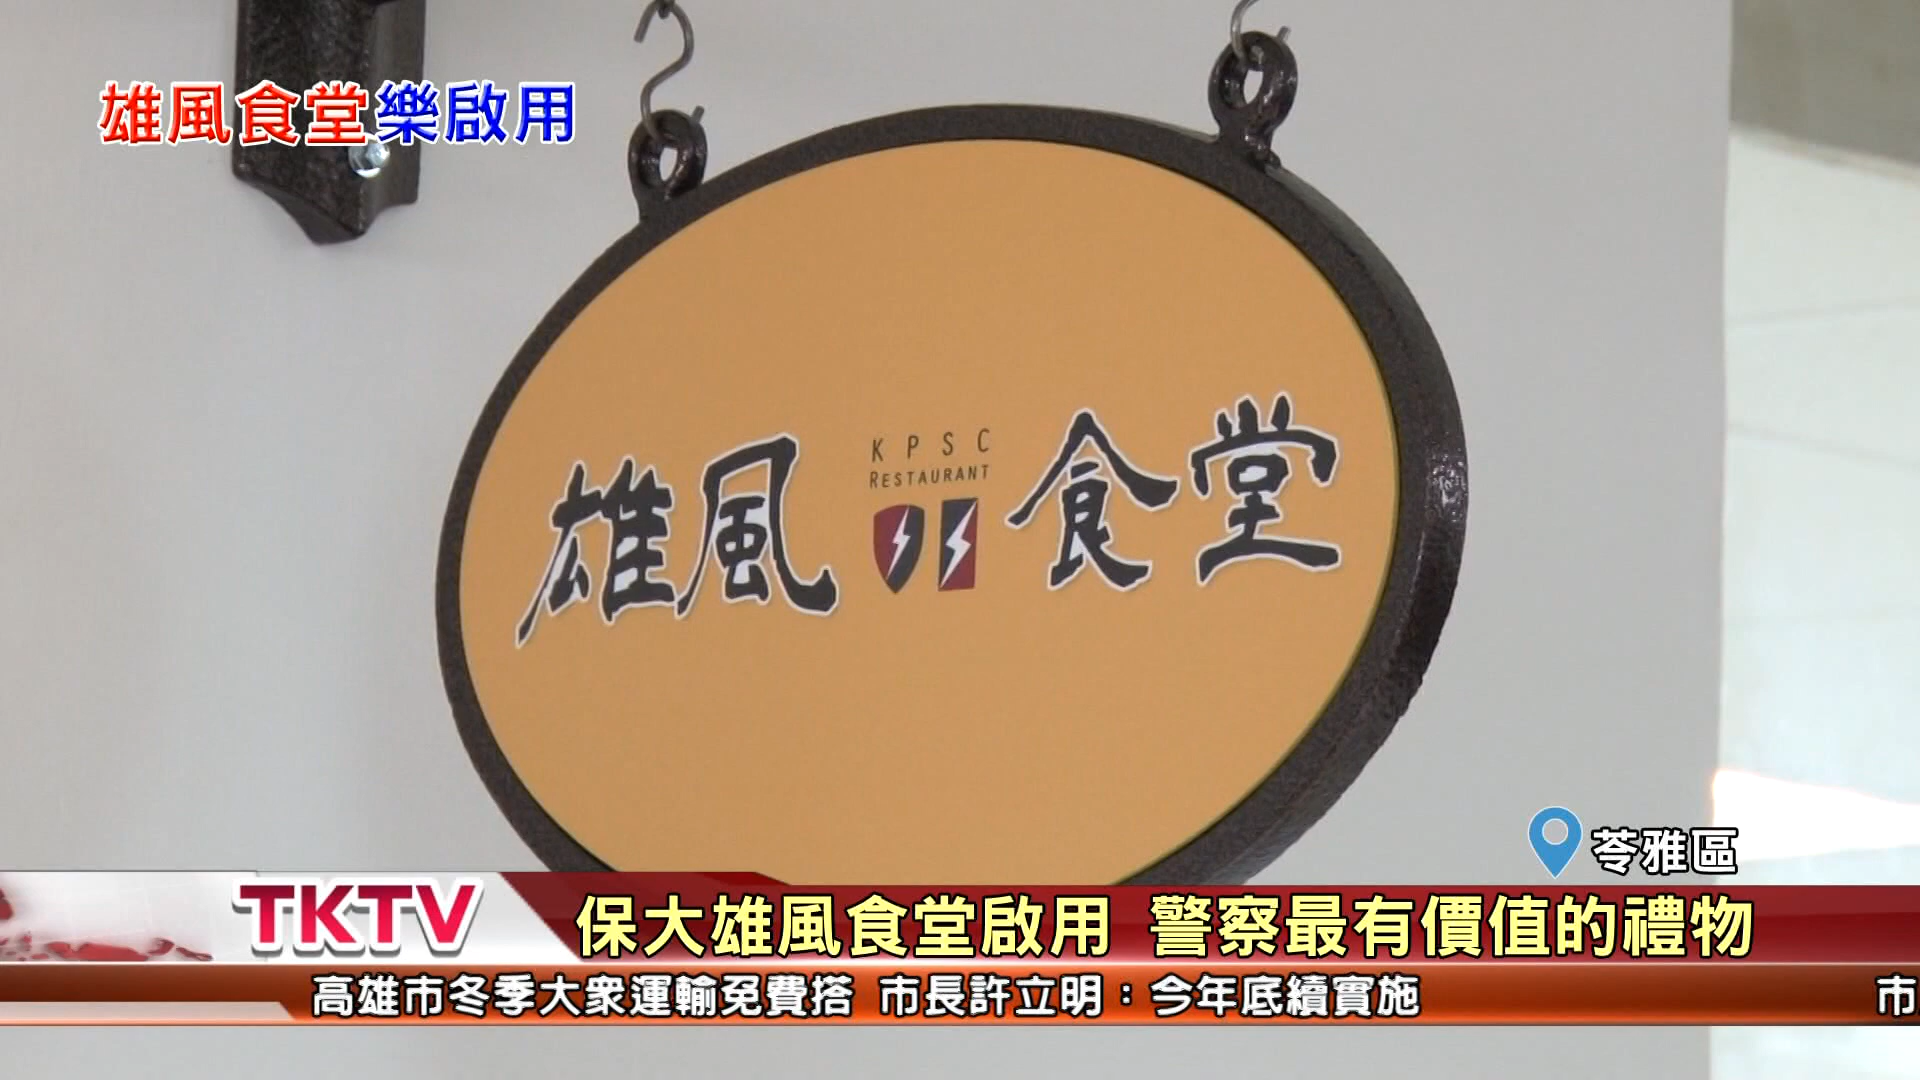 雄風食堂樂啟用
KPSC
RESTAURANT
雄風 食堂
苓雅區
TKTV
保大雄風食堂啟用 警察最有價值的禮物
高雄市冬季大眾運輸免費搭 市長許立明：今年底續實施
市